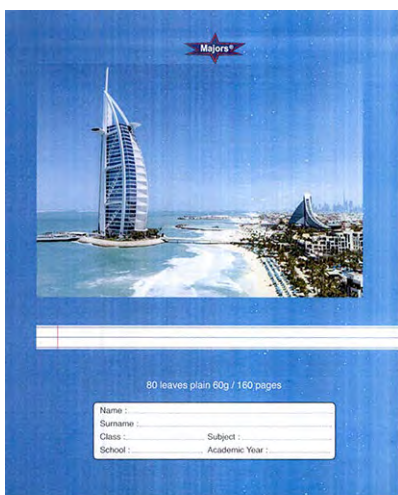 Majors®
80 leaves plain 60g / 160 pages
Name :
Surname :
Class : Subject :
School : Academic Year :